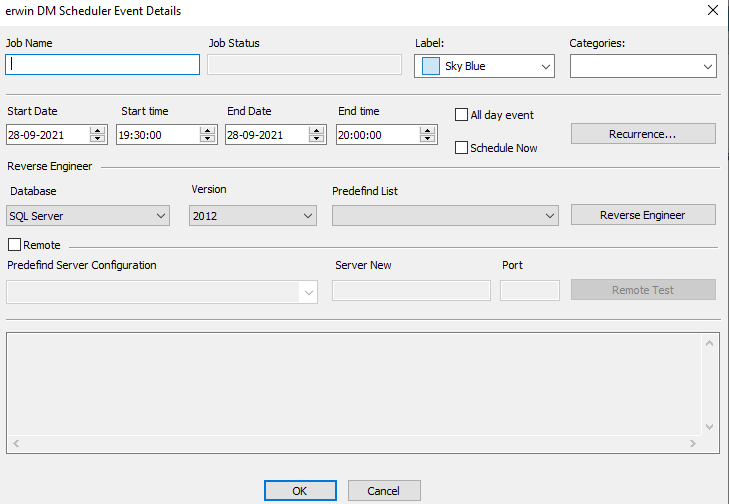 erwin DM Scheduler Event Details
Job Name Job Status Label: Categories:
Sky Blue
Start Date Start time End Date End time All day event
28-09-2021 19:30:00 28-09-2021 20:00:00 Recurrence...
Schedule Now
Reverse Engineer
Database Version Predefind List
SQL Server 2012 Reverse Engineer
Remote
Predefind Server Configuration Server New Port
Remote Test
OK Cancel